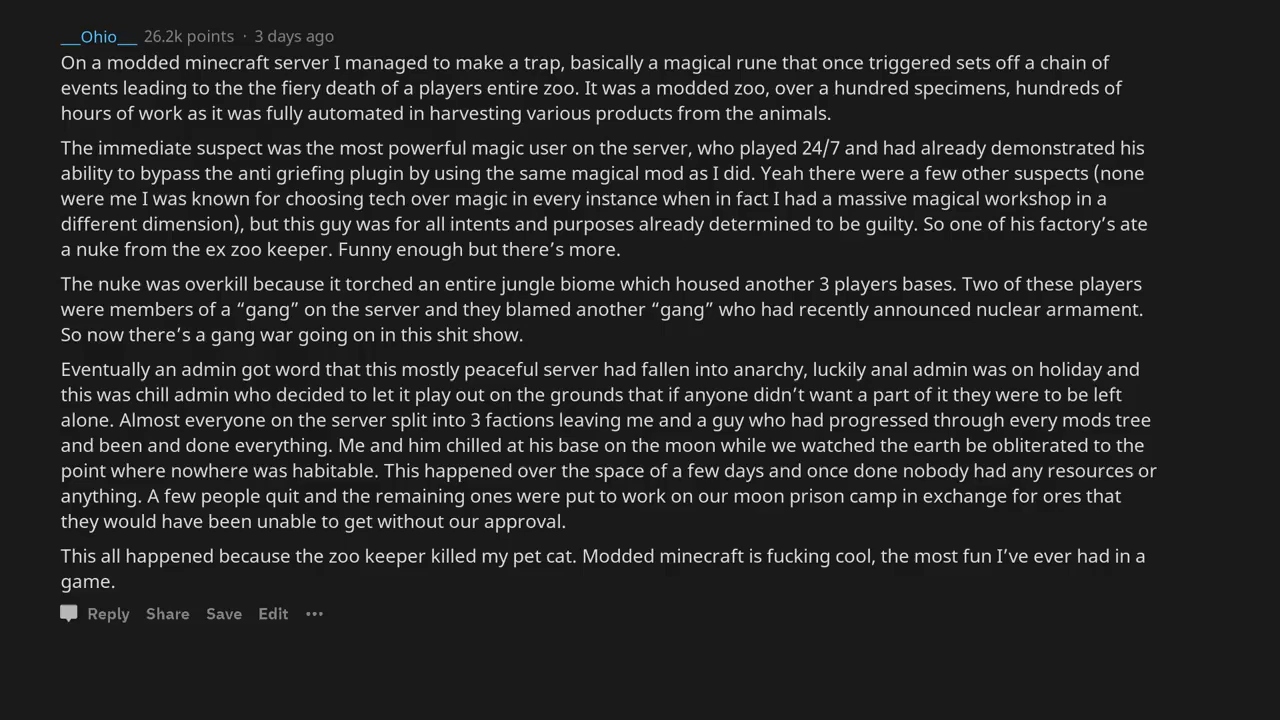 __Ohio__ 26.2k points · 3 days ago
On a modded minecraft server I managed to make a trap, basically a magical rune that once triggered sets off a chain of
events leading to the the fiery death of a players entire zoo. It was a modded zoo, over a hundred specimens, hundreds of
hours of work as it was fully automated in harvesting various products from the animals.
The immediate suspect was the most powerful magic user on the server, who played 24/7 and had already demonstrated his
ability to bypass the anti griefing plugin by using the same magical mod as I did. Yeah there were a few other suspects (none
were me I was known for choosing tech over magic in every instance when in fact I had a massive magical workshop in a
different dimension), but this guy was for all intents and purposes already determined to be guilty. So one of his factory’s ate
a nuke from the ex zoo keeper. Funny enough but there’s more.
The nuke was overkill because it torched an entire jungle biome which housed another 3 players bases. Two of these players
were members of a “gang” on the server and they blamed another “gang” who had recently announced nuclear armament.
So now there’s a gang war going on in this shit show.
Eventually an admin got word that this mostly peaceful server had fallen into anarchy, luckily anal admin was on holiday and
this was chill admin who decided to let it play out on the grounds that if anyone didn’t want a part of it they were to be left
alone. Almost everyone on the server split into 3 factions leaving me and a guy who had progressed through every mods tree
and been and done everything. Me and him chilled at his base on the moon while we watched the earth be obliterated to the
point where nowhere was habitable. This happened over the space of a few days and once done nobody had any resources or
anything. A few people quit and the remaining ones were put to work on our moon prison camp in exchange for ores that
they would have been unable to get without our approval.
This all happened because the zoo keeper killed my pet cat. Modded minecraft is fucking cool, the most fun I’ve ever had in a
game.
Reply Share Save Edit •••